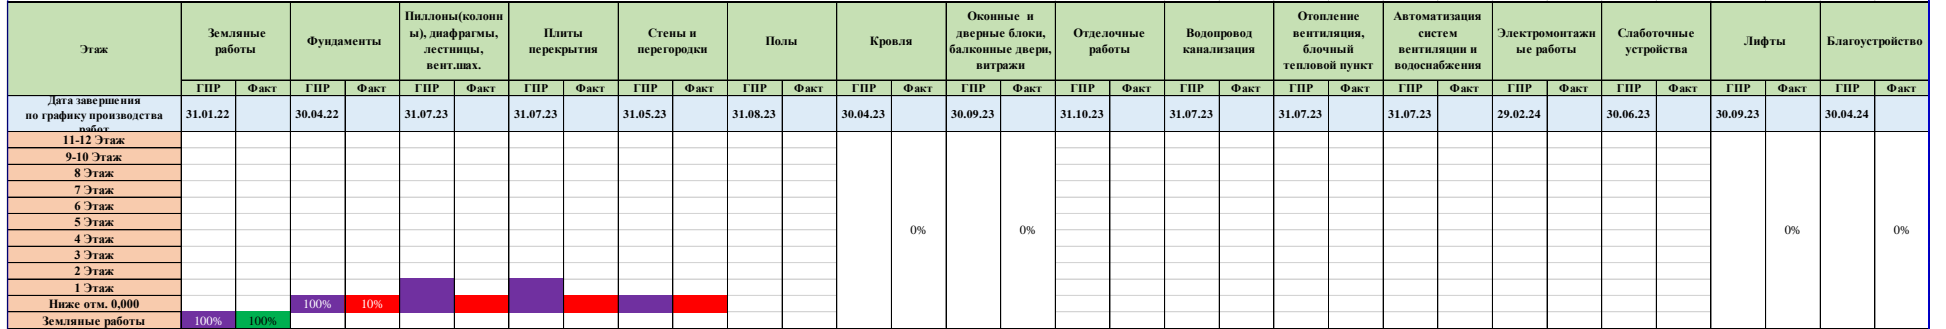 Этаж
Земляные
работы
Фундаменты
Пиллоны(колонн
ы), диафрагмы,
лестницы,
вент.шах.
Плиты
перекрытия
Стены и
перегородки
Полы
Кровля
Оконные и
дверные блоки,
балконные двери,
витражи
Отделочные
работы
Водопровод
канализация
Отопление
вентиляция,
блочный
тепловой пункт
Автоматизация
систем
вентиляции и
водоснабжения
Электромонтажн
ые работы
Слаботочные
устройства
Лифты
Благоустройство
ГПР Факт ГПР Факт ГПР Факт ГПР Факт ГПР Факт ГПР Факт ГПР Факт ГПР Факт ГПР Факт ГПР Факт ГПР Факт ГПР Факт ГПР Факт ГПР Факт ГПР Факт ГПР Факт
Дата завершения
по графику производства
работ
31.01.22 30.04.22 31.07.23 31.07.23 31.05.23 31.08.23 30.04.23 30.09.23 31.10.23 31.07.23 31.07.23 31.07.23 29.02.24 30.06.23 30.09.23 30.04.24
11-12 Этаж
9-10 Этаж
8 Этаж
7 Этаж
6 Этаж
5 Этаж
4 Этаж
0% 0% 0% 0%
3 Этаж
2 Этаж
1 Этаж
Ниже отм. 0,000 100% 10%
Земляные работы 100% 100%